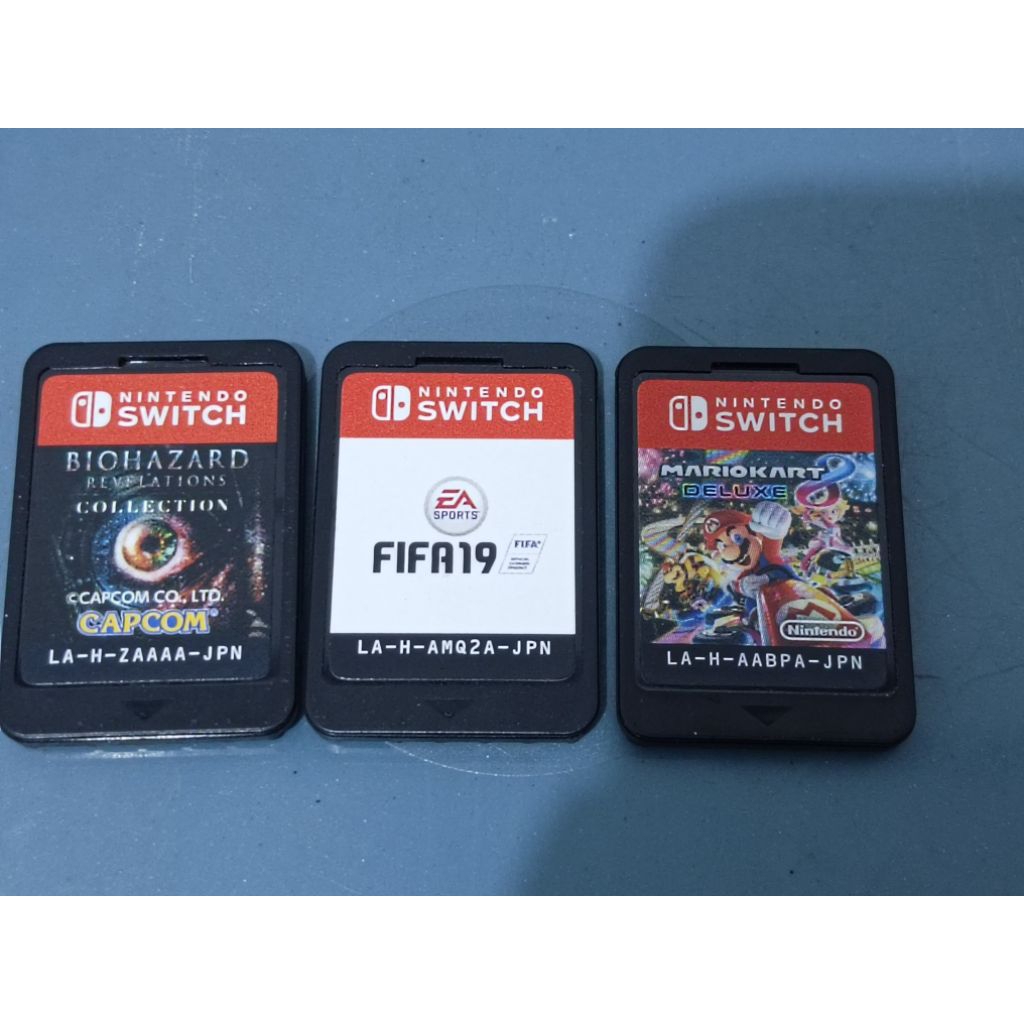 NINTENDO
SWITCH
BIOHAZARD
REVELATIONS
COLLECTION
©CAPCOM CO., LTD.
CAPCOM
LA-H-ZAAAA-JPN
NINTENDO
SWITCH
EA
SPORTS
FIFA19
FIFA
LA-H-AMQ2A-JPN
NINTENDO
SWITCH
MARIOKART 8
DELUXE
Nintendo
LA-H-AABPA-JPN